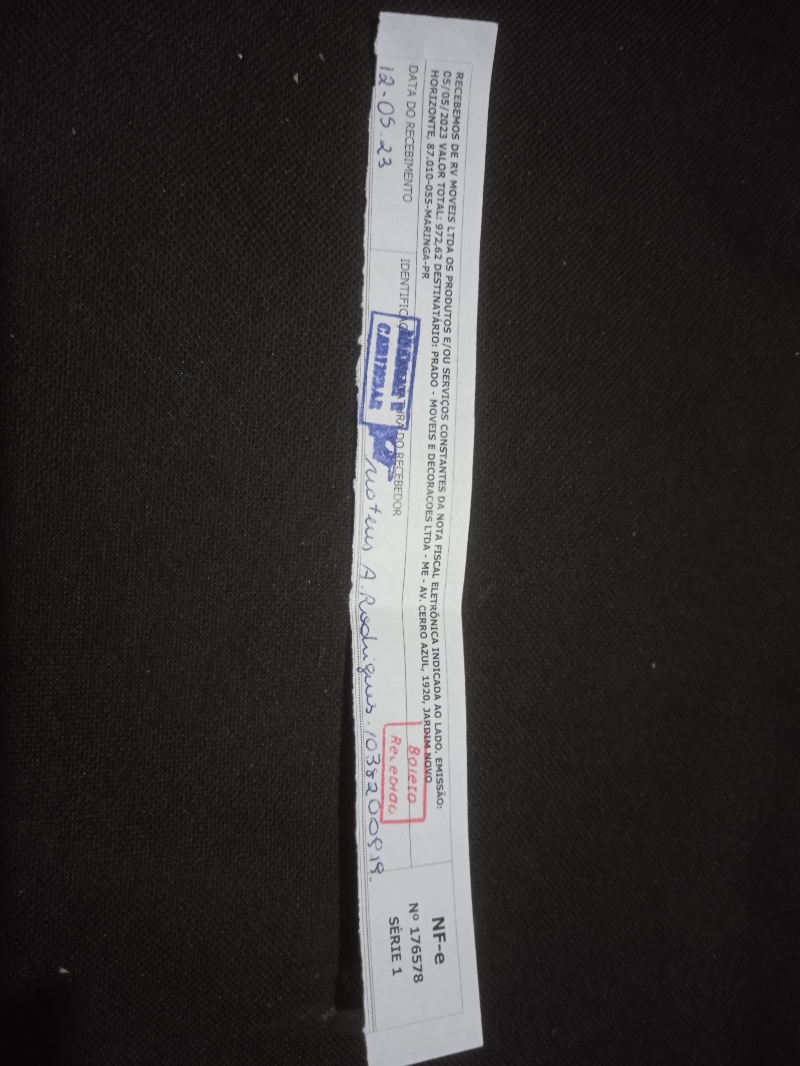 RECEBEMOS DE RV MOVEIS LTDA OS PRODUTOS E/OU SERVIÇOS CONSTANTES DA NOTA FISCAL ELETRÔNICA INDICADA AO LADO. EMISSÃO:
05/05/2023 VALOR TOTAL: 972,62 DESTINATÁRIO: PRADO - MOVEIS E DECORACOES LTDA - ME - AV. CERRO AZUL, 1920, JARDIM NOVO
HORIZONTE, 87.010-055-MARINGA-PR
DATA DO RECEBIMENTO
12.05.23
DO RECEBEDOR
CARIMBAR
A. Rodrigues.
Boleto
Recebido
NF-e
Nº 176578
SÉRIE 1